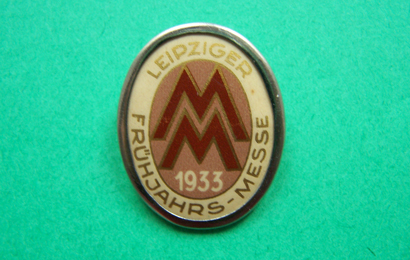 LEIPZIGER
MM
1933
FRÜHJAHRS-MESSE